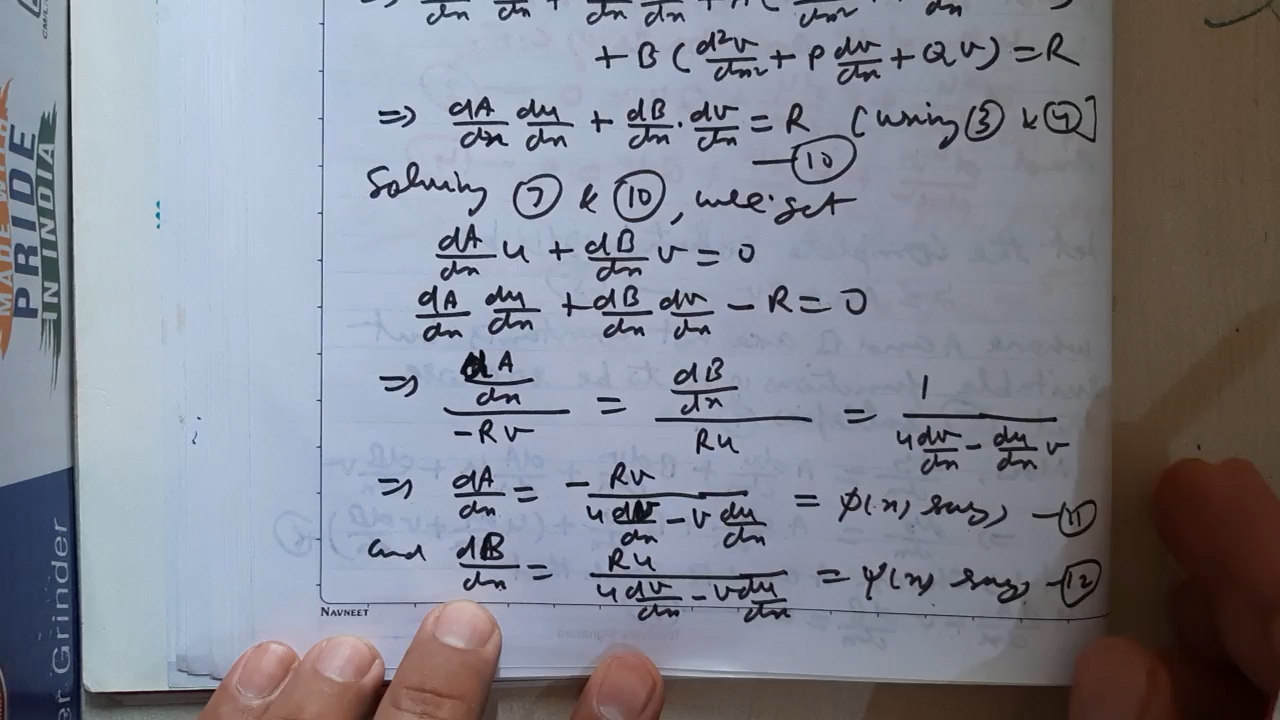 + B (d²v/dx² + P dv/dx + Q v) = R
⇒ dA/dx du/dx + dB/dx . dv/dx = R [using ③ & ④]
— ⑩
Solving ⑦ & ⑩, we get
dA/dx u + dB/dx v = 0
dA/dx du/dx + dB/dx dv/dx − R = 0
⇒ (dA/dx)/(−Rv) = (dB/dx)/(Ru) = 1/(u dv/dx − du/dx v)
⇒ dA/dx = − Rv/(u dv/dx − v du/dx) = φ(x) say) — ⑪
and dB/dx = Ru/(u dv/dx − v du/dx) = ψ(x) say, — ⑫
NAVNEET
PRIDE
IN INDIA
er Grinder